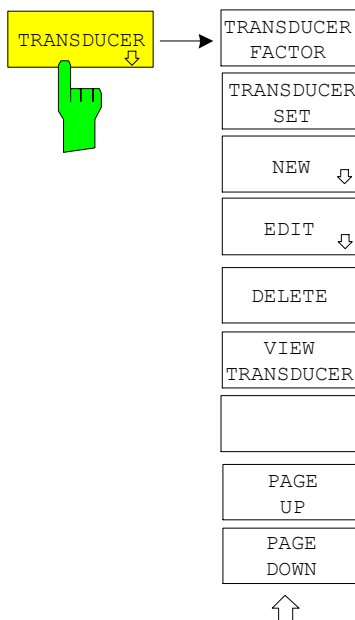 TRANSDUCER
TRANSDUCER
FACTOR
TRANSDUCER
SET
NEW
EDIT
DELETE
VIEW
TRANSDUCER
PAGE
UP
PAGE
DOWN